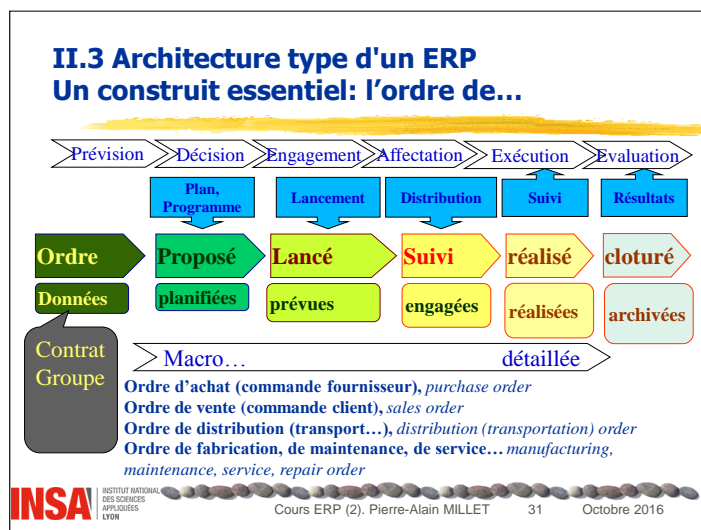 II.3 Architecture type d'un ERP
Un construit essentiel: l'ordre de…
Prévision Décision Engagement Affectation Exécution Evaluation
Plan, Programme Lancement Distribution Suivi Résultats
Ordre Proposé Lancé Suivi réalisé cloturé
Données planifiées prévues engagées réalisées archivées
Contrat
Groupe
Macro… détaillée
Ordre d'achat (commande fournisseur), purchase order
Ordre de vente (commande client), sales order
Ordre de distribution (transport…), distribution (transportation) order
Ordre de fabrication, de maintenance, de service… manufacturing,
maintenance, service, repair order
INSA INSTITUT NATIONAL
DES SCIENCES
APPLIQUÉES
LYON
Cours ERP (2). Pierre-Alain MILLET 31 Octobre 2016